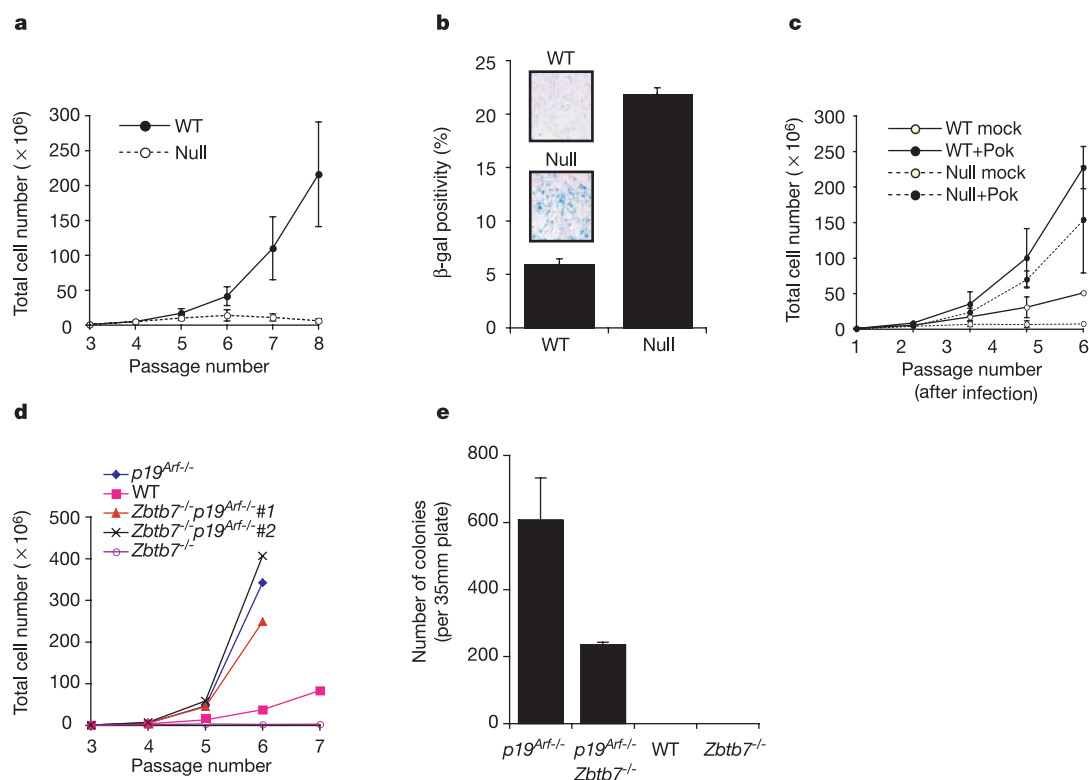 a
Total cell number (× 10⁶)
300
250
200
150
100
50
0
3 4 5 6 7 8
Passage number
WT
Null
b
β-gal positivity (%)
25
20
15
10
5
0
WT
Null
WT Null
c
Total cell number (× 10⁶)
300
250
200
150
100
50
0
WT mock
WT+Pok
Null mock
Null+Pok
1 2 3 4 5 6
Passage number
(after infection)
d
p19Arf-/-
WT
Zbtb7-/-p19Arf-/-#1
Zbtb7-/-p19Arf-/-#2
Zbtb7-/-
Total cell number (× 10⁶)
500
400
300
200
100
0
3 4 5 6 7
Passage number
e
Number of colonies
(per 35mm plate)
800
600
400
200
0
p19Arf-/- p19Arf-/- WT Zbtb7-/-
Zbtb7-/-